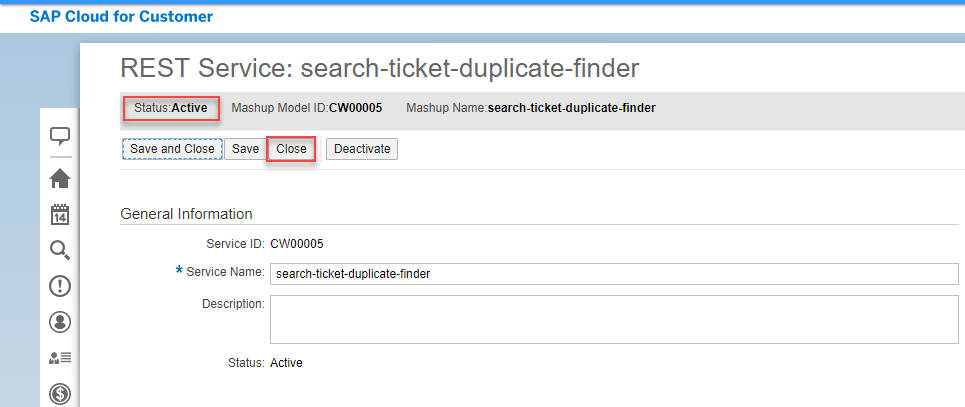 SAP Cloud for Customer
REST Service: search-ticket-duplicate-finder
Status:Active Mashup Model ID:CW00005 Mashup Name:search-ticket-duplicate-finder
Save and Close Save Close Deactivate
14
General Information
Service ID: CW00005
* Service Name: search-ticket-duplicate-finder
Description:
Status: Active